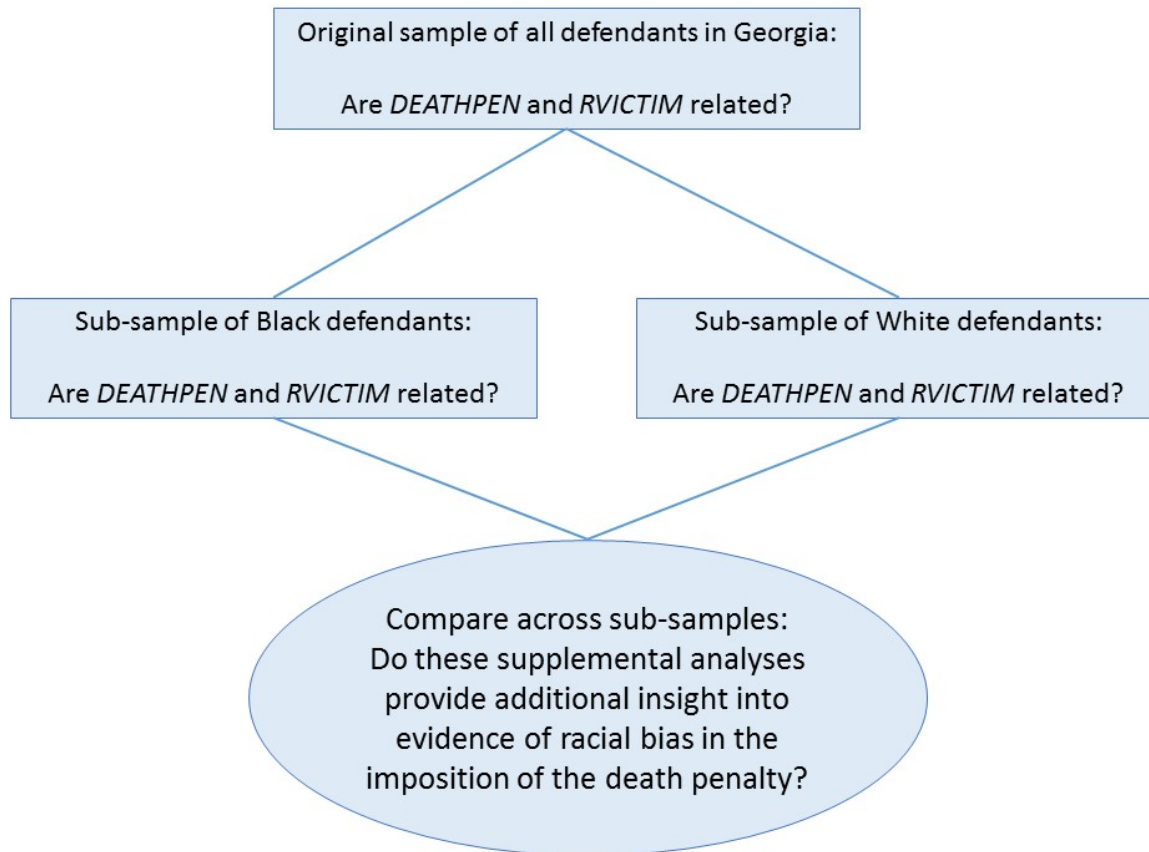 Original sample of all defendants in Georgia:
Are DEATHPEN and RVICTIM related?
Sub-sample of Black defendants:
Are DEATHPEN and RVICTIM related?
Sub-sample of White defendants:
Are DEATHPEN and RVICTIM related?
Compare across sub-samples:
Do these supplemental analyses
provide additional insight into
evidence of racial bias in the
imposition of the death penalty?